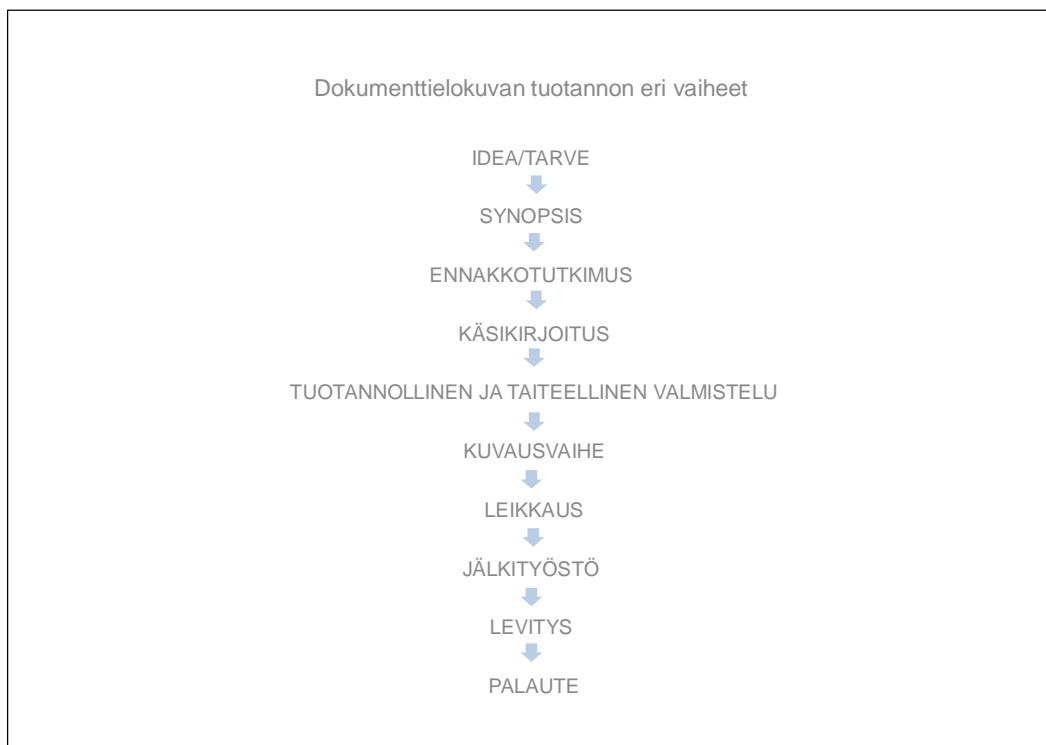 Dokumenttielokuvan tuotannon eri vaiheet
IDEA/TARVE
SYNOPSIS
ENNAKKOTUTKIMUS
KÄSIKIRJOITUS
TUOTANNOLLINEN JA TAITEELLINEN VALMISTELU
KUVAUSVAIHE
LEIKKAUS
JÄLKITYÖSTÖ
LEVITYS
PALAUTE